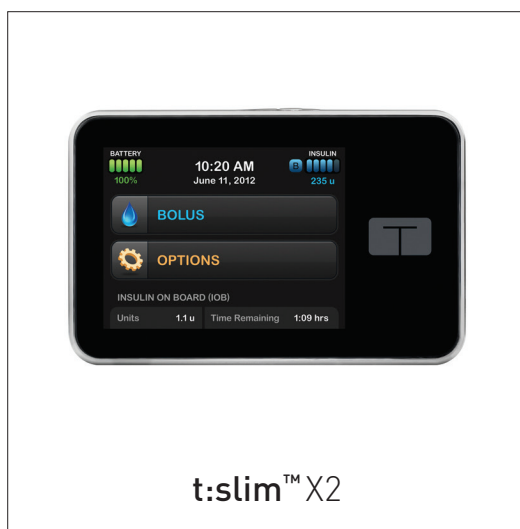 BATTERY
100%
10:20 AM
June 11, 2012
INSULIN
B
235 u
BOLUS
OPTIONS
INSULIN ON BOARD (IOB)
Units 1.1 u Time Remaining 1:09 hrs
T
t:slim™ X2